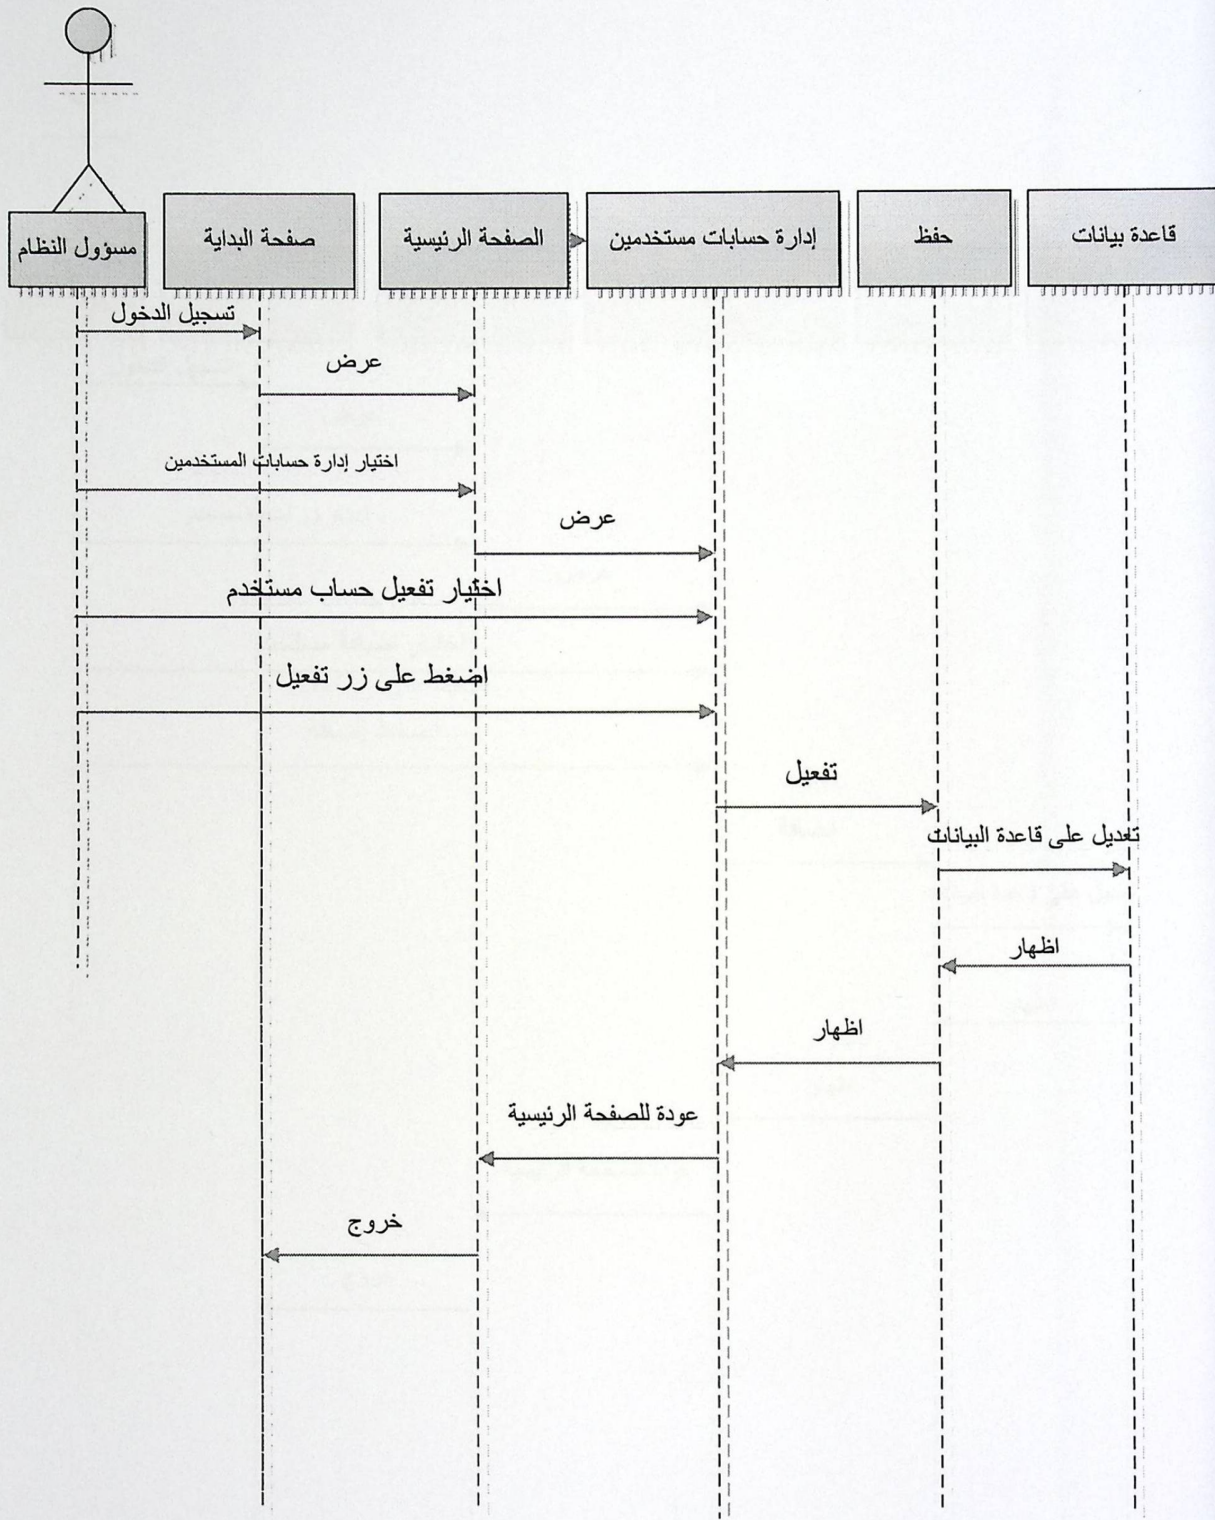 مسؤول النظام
صفحة البداية
الصفحة الرئيسية
إدارة حسابات مستخدمين
حفظ
قاعدة بيانات
تسجيل الدخول
عرض
اختيار إدارة حسابات المستخدمين
عرض
اختيار تفعيل حساب مستخدم
اضغط على زر تفعيل
تفعيل
تعديل على قاعدة البيانات
اظهار
اظهار
عودة للصفحة الرئيسية
خروج